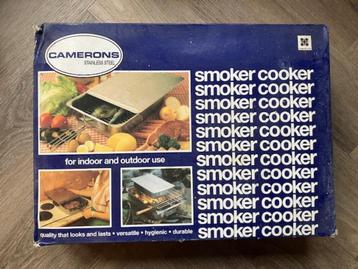 CAMERONS
STAINLESS STEEL
smoker cooker
smoker cooker
smoker cooker
smoker cooker
smoker cooker
smoker cooker
for indoor and outdoor use
smoker cooker
smoker cooker
smoker cooker
smoker cooker
smoker cooker
smoker cooker
quality that looks and lasts • versatile • hygienic • durable